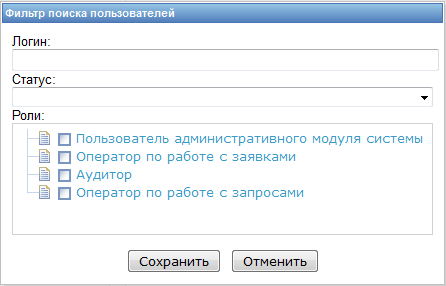 Фильтр поиска пользователей
Логин:
Статус:
Роли:
Пользователь административного модуля системы
Оператор по работе с заявками
Аудитор
Оператор по работе с запросами
Сохранить Отменить